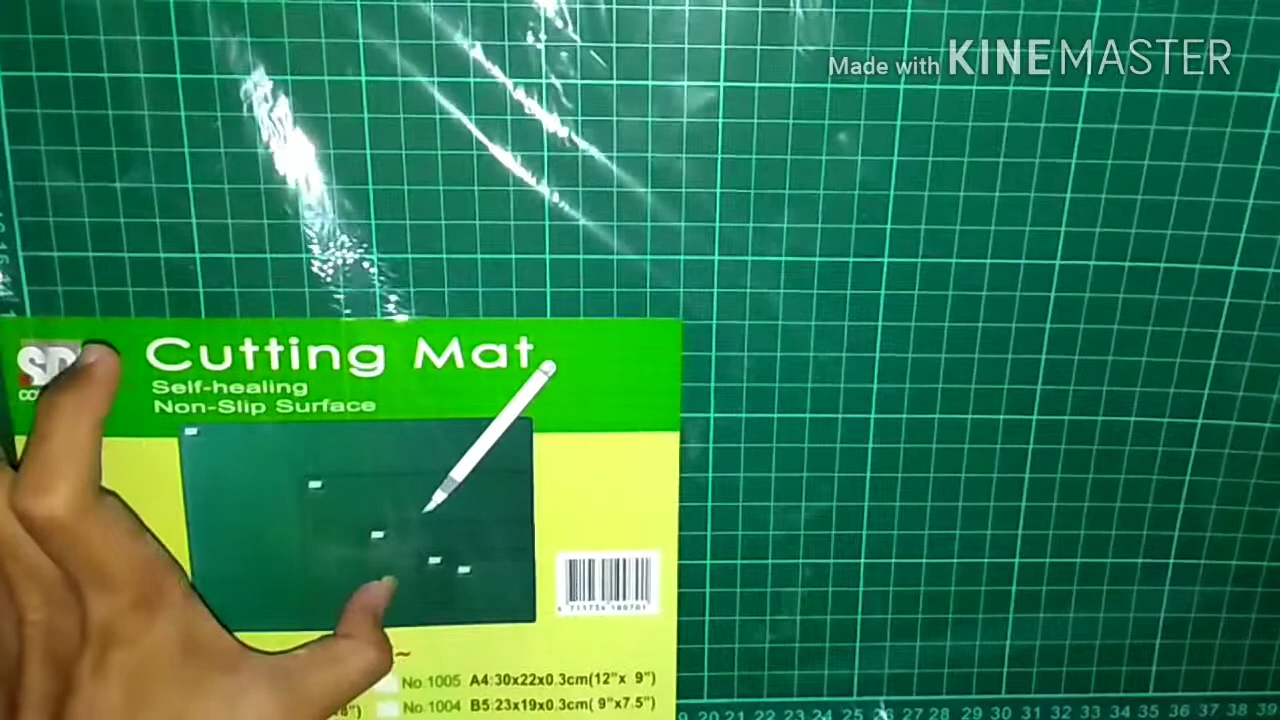 Made with KINEMASTER
Cutting Mat
Self-healing
Non-Slip Surface
No.1005 A4:30x22x0.3cm(12"x 9")
No.1004 B5:23x19x0.3cm( 9"x7.5")
9 20 21 22 23 24 25 26 27 28 29 30 31 32 33 34 35 36 37 38 39